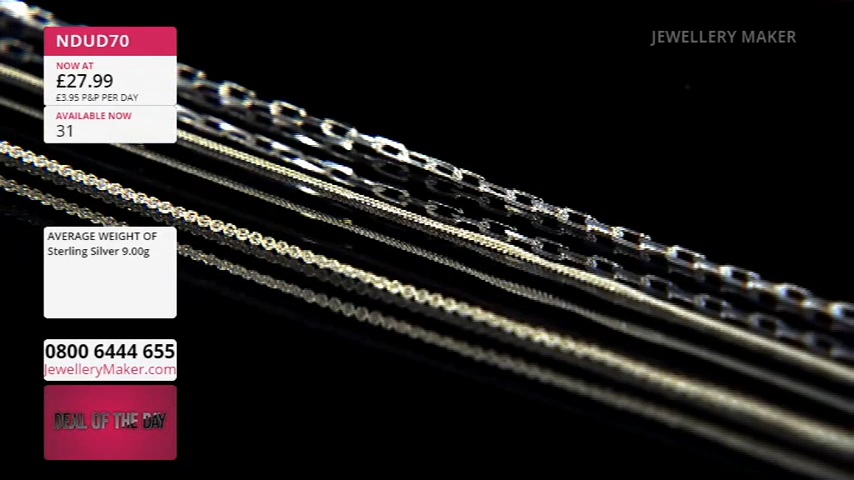 NDUD70
NOW AT
£27.99
£3.95 P&P PER DAY
AVAILABLE NOW
31
AVERAGE WEIGHT OF
Sterling Silver 9.00g
0800 6444 655
JewelleryMaker.com
DEAL OF THE DAY
JEWELLERY MAKER